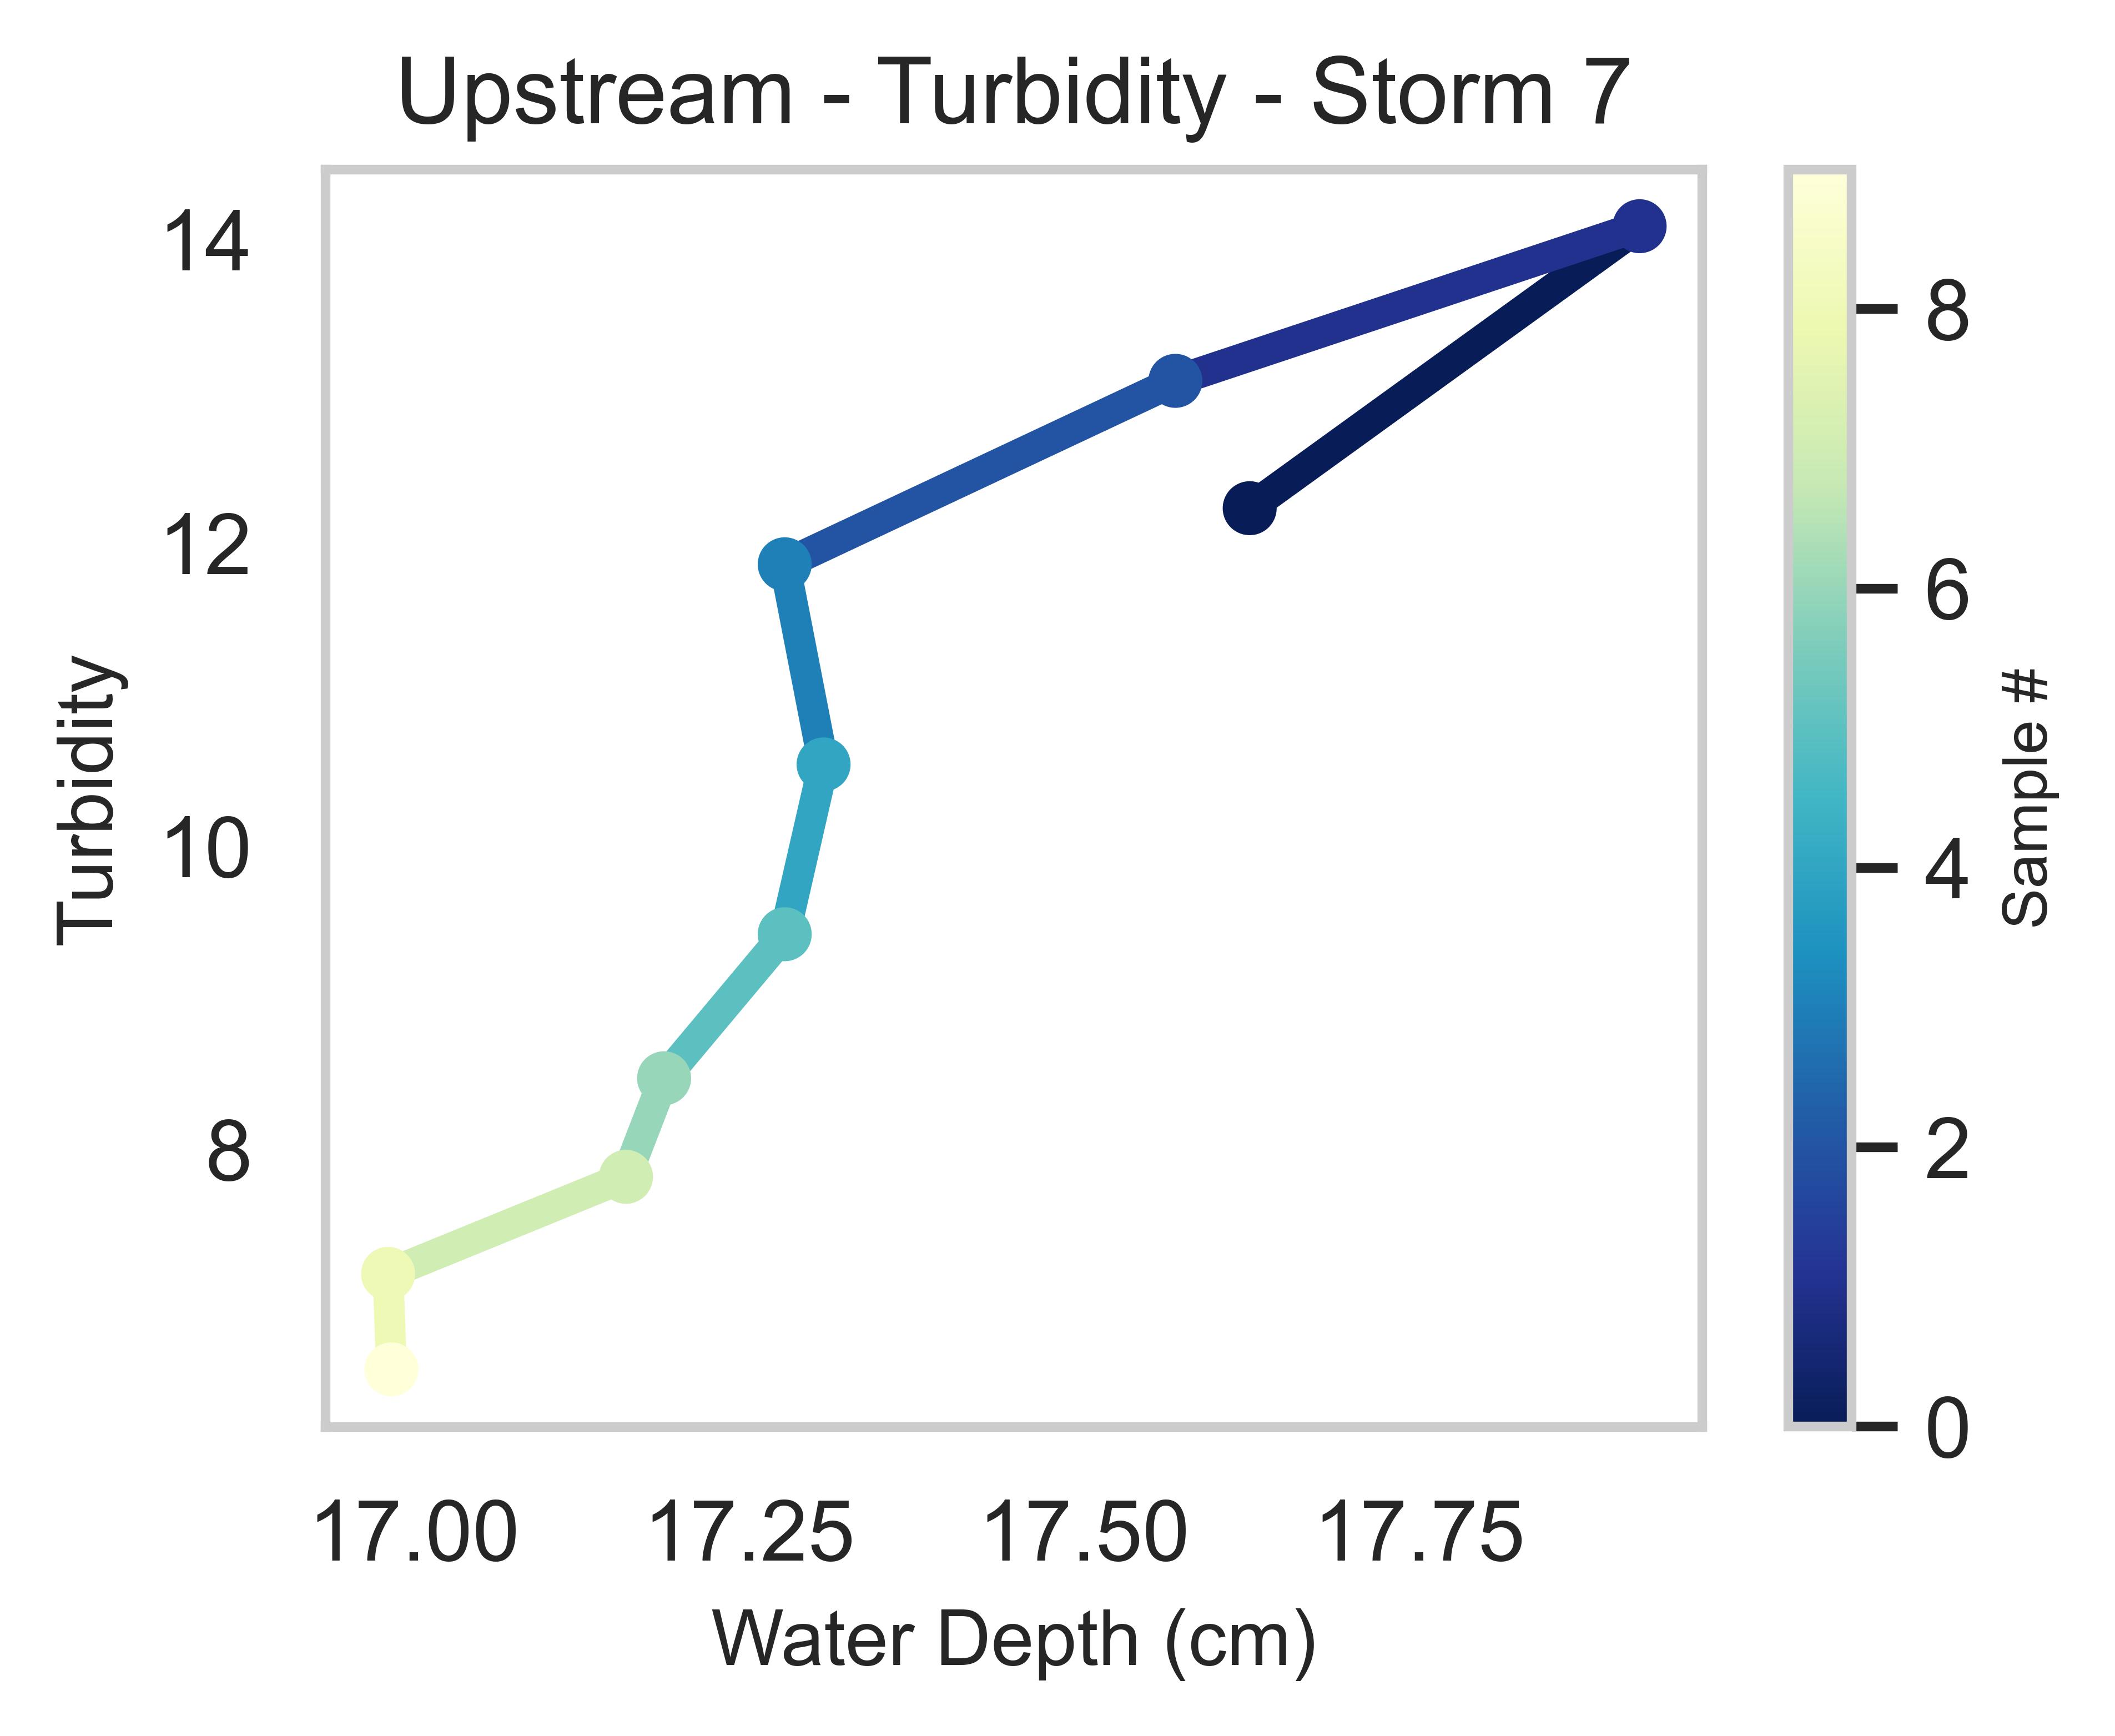 Upstream - Turbidity - Storm 7
14
12
10
8
Turbidity
17.00 17.25 17.50 17.75
Water Depth (cm)
8
6
4
2
0
Sample #